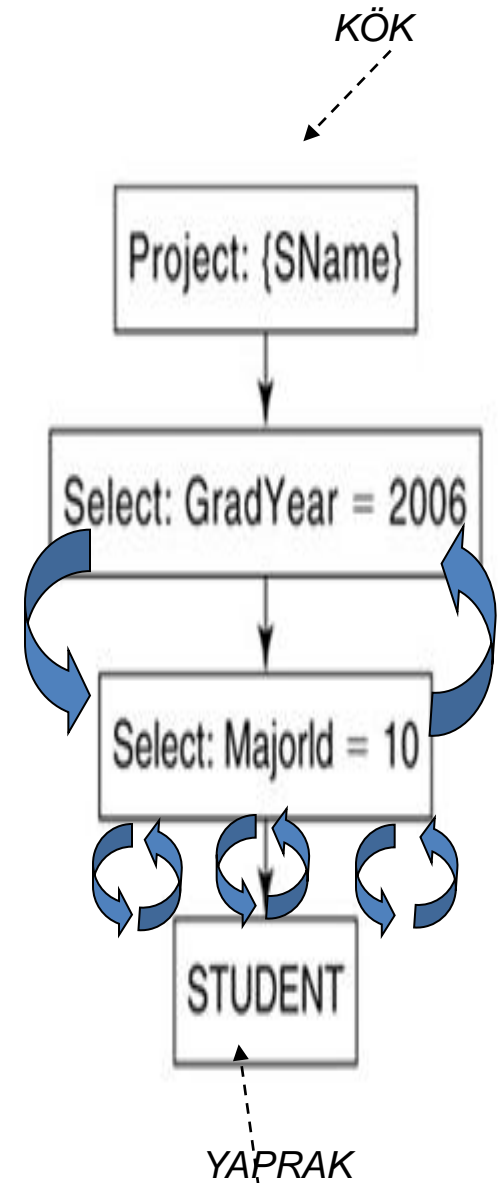 KÖK
Project: {SName}
Select: GradYear = 2006
Select: MajorId = 10
STUDENT
YAPRAK